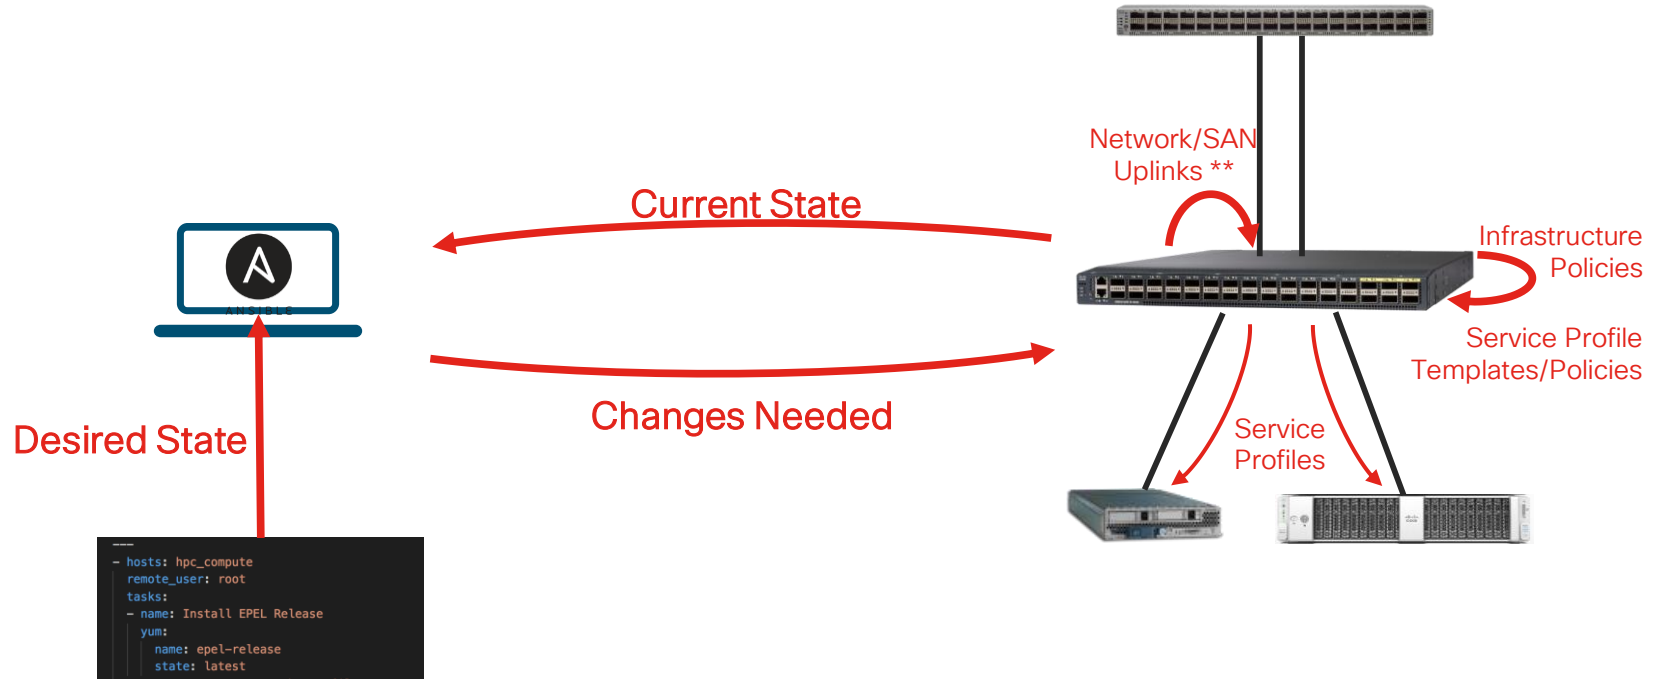 Network/SAN
Uplinks **
Current State
Infrastructure
Policies
ANSIBLE
Service Profile
Templates/Policies
Changes Needed
Desired State
Service
Profiles
---
- hosts: hpc_compute
remote_user: root
tasks:
- name: Install EPEL Release
yum:
name: epel-release
state: latest